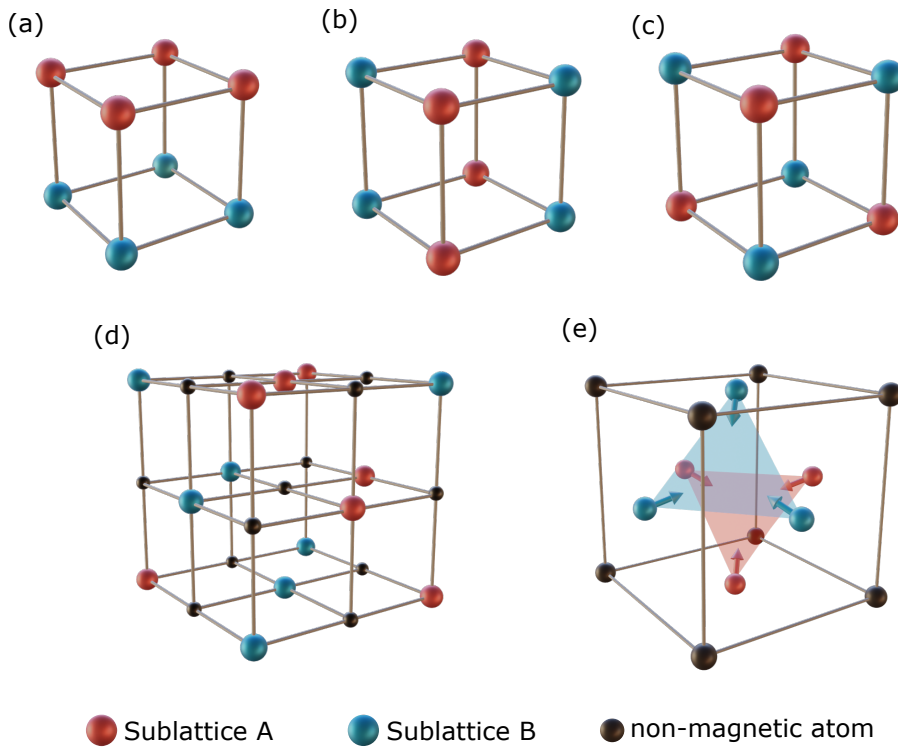 (a)
(b)
(c)
(d)
(e)
Sublattice A
Sublattice B
non-magnetic atom